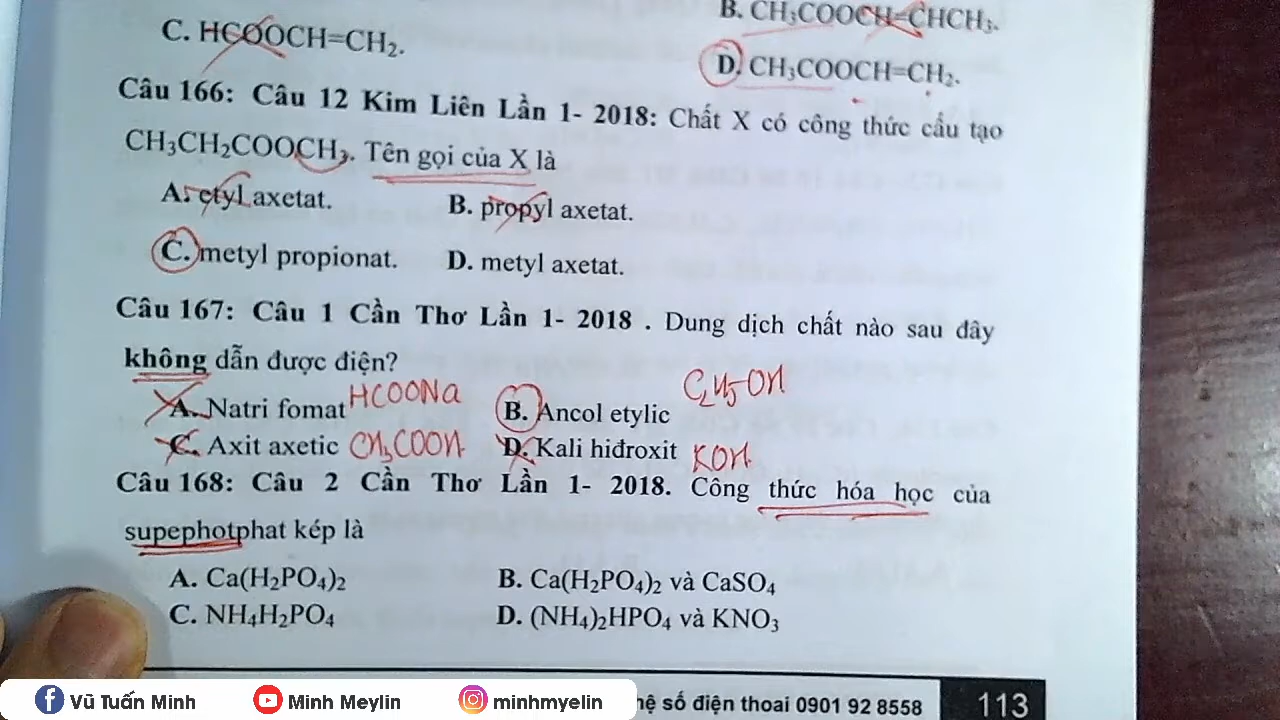 B. CH₃COOCH=CHCH₃.
C. HCOOCH=CH₂.
D. CH₃COOCH=CH₂.
Câu 166: Câu 12 Kim Liên Lần 1- 2018: Chất X có công thức cấu tạo
CH₃CH₂COOCH₃. Tên gọi của X là
A. etyl axetat. B. propyl axetat.
C. metyl propionat. D. metyl axetat.
Câu 167: Câu 1 Cần Thơ Lần 1- 2018 . Dung dịch chất nào sau đây
không dẫn được điện?
A. Natri fomat HCOONa B. Ancol etylic C₂H₅OH
C. Axit axetic CH₃COOH D. Kali hiđroxit KOH
Câu 168: Câu 2 Cần Thơ Lần 1- 2018. Công thức hóa học của
supephotphat kép là
A. Ca(H₂PO₄)₂ B. Ca(H₂PO₄)₂ và CaSO₄
C. NH₄H₂PO₄ D. (NH₄)₂HPO₄ và KNO₃
Vũ Tuấn Minh Minh Meylin minhmyelin hệ số điện thoai 0901 92 8558 113